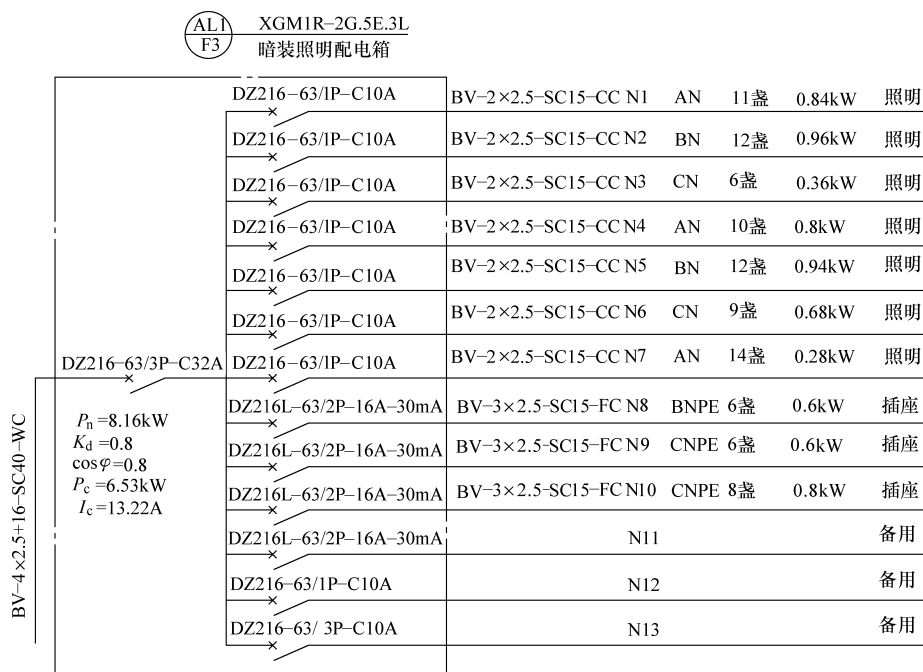 AL1 XGM1R-2G.5E.3L
F3 暗装照明配电箱
DZ216-63/1P-C10A BV-2×2.5-SC15-CC N1 AN 11盏 0.84kW 照明
DZ216-63/1P-C10A BV-2×2.5-SC15-CC N2 BN 12盏 0.96kW 照明
DZ216-63/1P-C10A BV-2×2.5-SC15-CC N3 CN 6盏 0.36kW 照明
DZ216-63/1P-C10A BV-2×2.5-SC15-CC N4 AN 10盏 0.8kW 照明
DZ216-63/1P-C10A BV-2×2.5-SC15-CC N5 BN 12盏 0.94kW 照明
DZ216-63/1P-C10A BV-2×2.5-SC15-CC N6 CN 9盏 0.68kW 照明
DZ216-63/3P-C32A DZ216-63/1P-C10A BV-2×2.5-SC15-CC N7 AN 14盏 0.28kW 照明
DZ216L-63/2P-16A-30mA BV-3×2.5-SC15-FC N8 BNPE 6盏 0.6kW 插座
DZ216L-63/2P-16A-30mA BV-3×2.5-SC15-FC N9 CNPE 6盏 0.6kW 插座
DZ216L-63/2P-16A-30mA BV-3×2.5-SC15-FC N10 CNPE 8盏 0.8kW 插座
DZ216L-63/2P-16A-30mA N11 备用
DZ216-63/1P-C10A N12 备用
DZ216-63/ 3P-C10A N13 备用
Pn=8.16kW
Kd=0.8
cosφ=0.8
Pc=6.53kW
Ic=13.22A
BV-4×2.5+16-SC40-WC